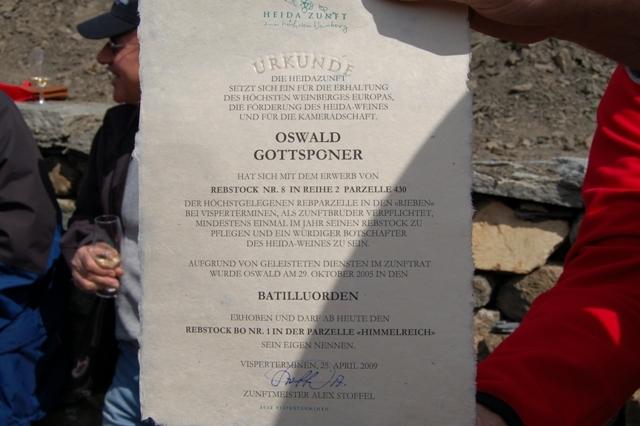 HEIDA ZUNFT
URKUNDE
DIE HEIDAZUNFT
SETZT SICH EIN FÜR DIE ERHALTUNG
DES HÖCHSTEN WEINBERGES EUROPAS,
DIE FÖRDERUNG DES HEIDA-WEINES
UND FÜR DIE KAMERADSCHAFT.
OSWALD
GOTTSPONER
HAT SICH MIT DEM ERWERB VON
REBSTOCK NR. 8 IN REIHE 2 PARZELLE 430
DER HÖCHSTGELEGENEN REBPARZELLE IN DEN «RIEBEN»
BEI VISPERTERMINEN, ALS ZUNFTBRUDER VERPFLICHTET,
MINDESTENS EINMAL IM JAHR SEINEN REBSTOCK ZU
PFLEGEN UND EIN WÜRDIGER BOTSCHAFTER
DES HEIDA-WEINES ZU SEIN.
AUFGRUND VON GELEISTETEN DIENSTEN IM ZUNFTRAT
WURDE OSWALD AM 29. OKTOBER 2005 IN DEN
BATILLUORDEN
ERHOBEN UND DARF AB HEUTE DEN
REBSTOCK BO NR. 1 IN DER PARZELLE «HIMMELREICH»
SEIN EIGEN NENNEN.
VISPERTERMINEN, 25. APRIL 2009
ZUNFTMEISTER ALEX STOFFEL
3932 VISPERTERMINEN